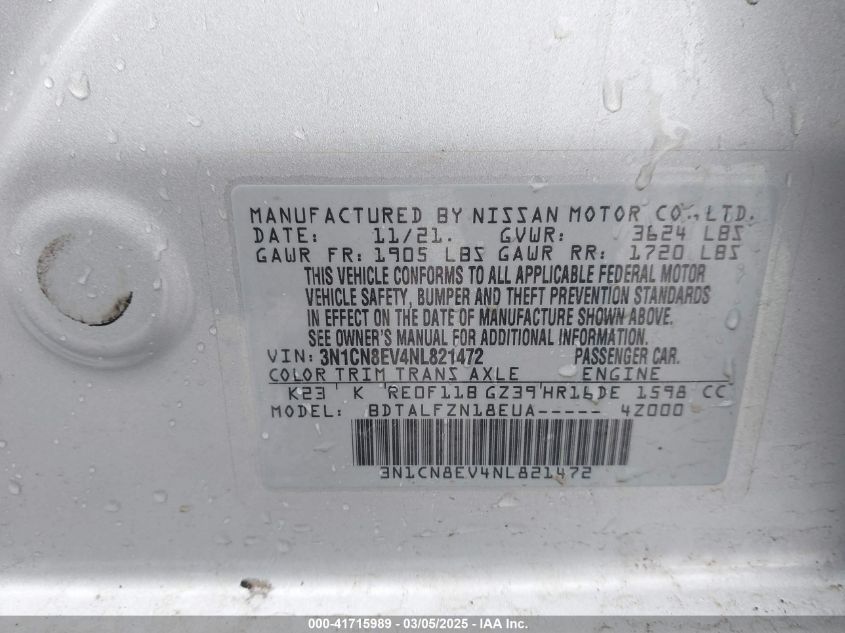 MANUFACTURED BY NISSAN MOTOR CO., LTD.
DATE: 11/21. GVWR: 3624 LBS
GAWR FR: 1905 LBS GAWR RR: 1720 LBS
THIS VEHICLE CONFORMS TO ALL APPLICABLE FEDERAL MOTOR
VEHICLE SAFETY, BUMPER AND THEFT PREVENTION STANDARDS
IN EFFECT ON THE DATE OF MANUFACTURE SHOWN ABOVE.
SEE OWNER'S MANUAL FOR ADDITIONAL INFORMATION.
VIN: 3N1CN8EV4NL821472 PASSENGER CAR.
COLOR TRIM TRANS AXLE ENGINE
K23 K RE0F11B GZ39 HR16DE 1598 CC
MODEL: BDTALFZN18EUA----- 4Z000
3N1CN8EV4NL821472
000-41715989 - 03/05/2025 - IAA Inc.